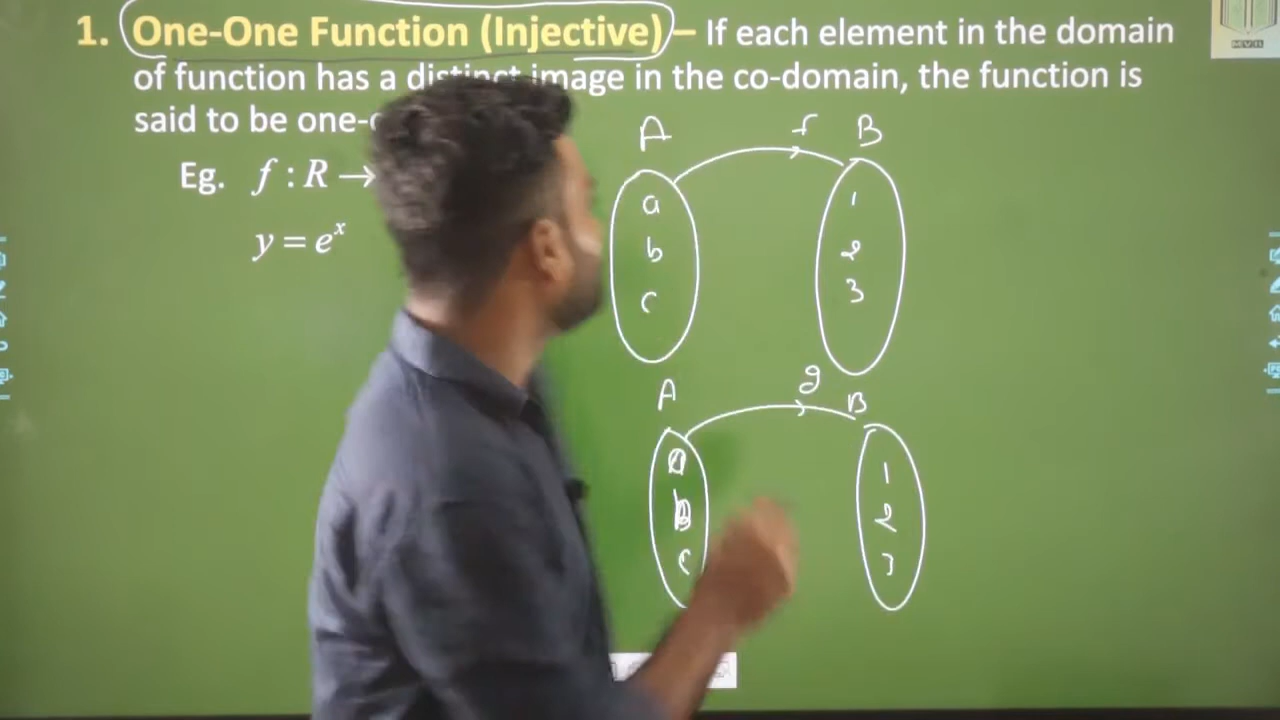 1. One-One Function (Injective) – If each element in the domain
of function has a distinct image in the co-domain, the function is
said to be one-
Eg. f : R →
y = eˣ
A f B
a 1
b 2
c 3
A g B
a 1
b 2
c 3